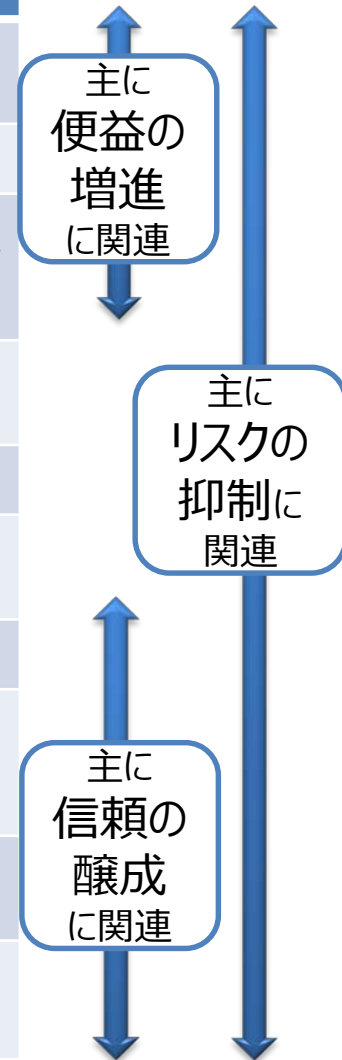 主に
便益の
増進
に関連
主に
リスクの
抑制に
関連
主に
信頼の
醸成
に関連